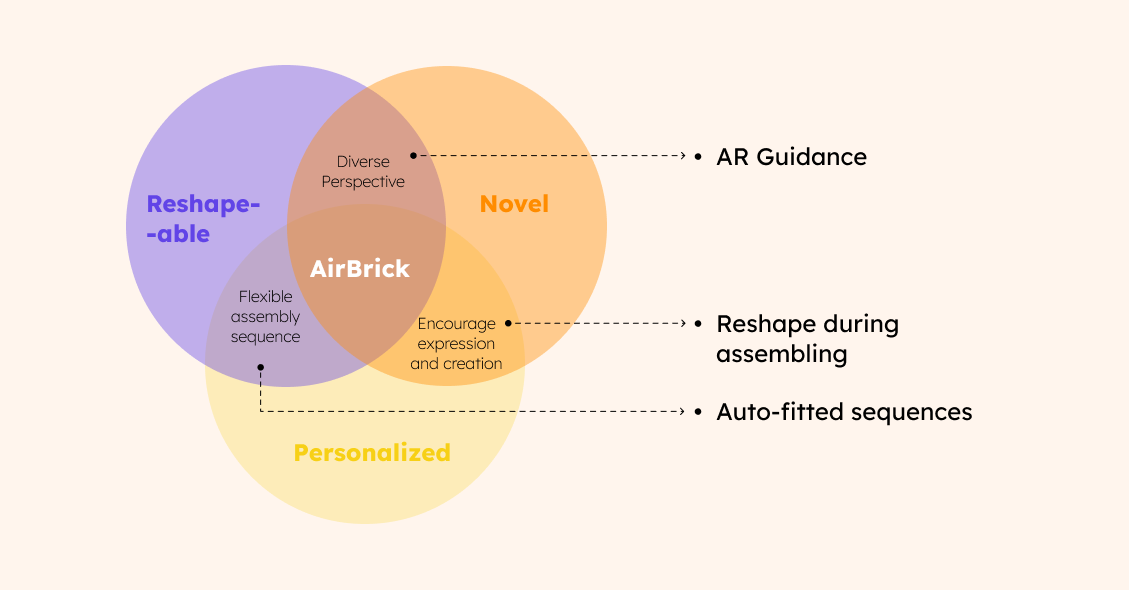 Diverse
Perspective
• AR Guidance
Reshape-
-able
Novel
AirBrick
Flexible
assembly
sequence
Encourage
expression
and creation
• Reshape during
assembling
• Auto-fitted sequences
Personalized